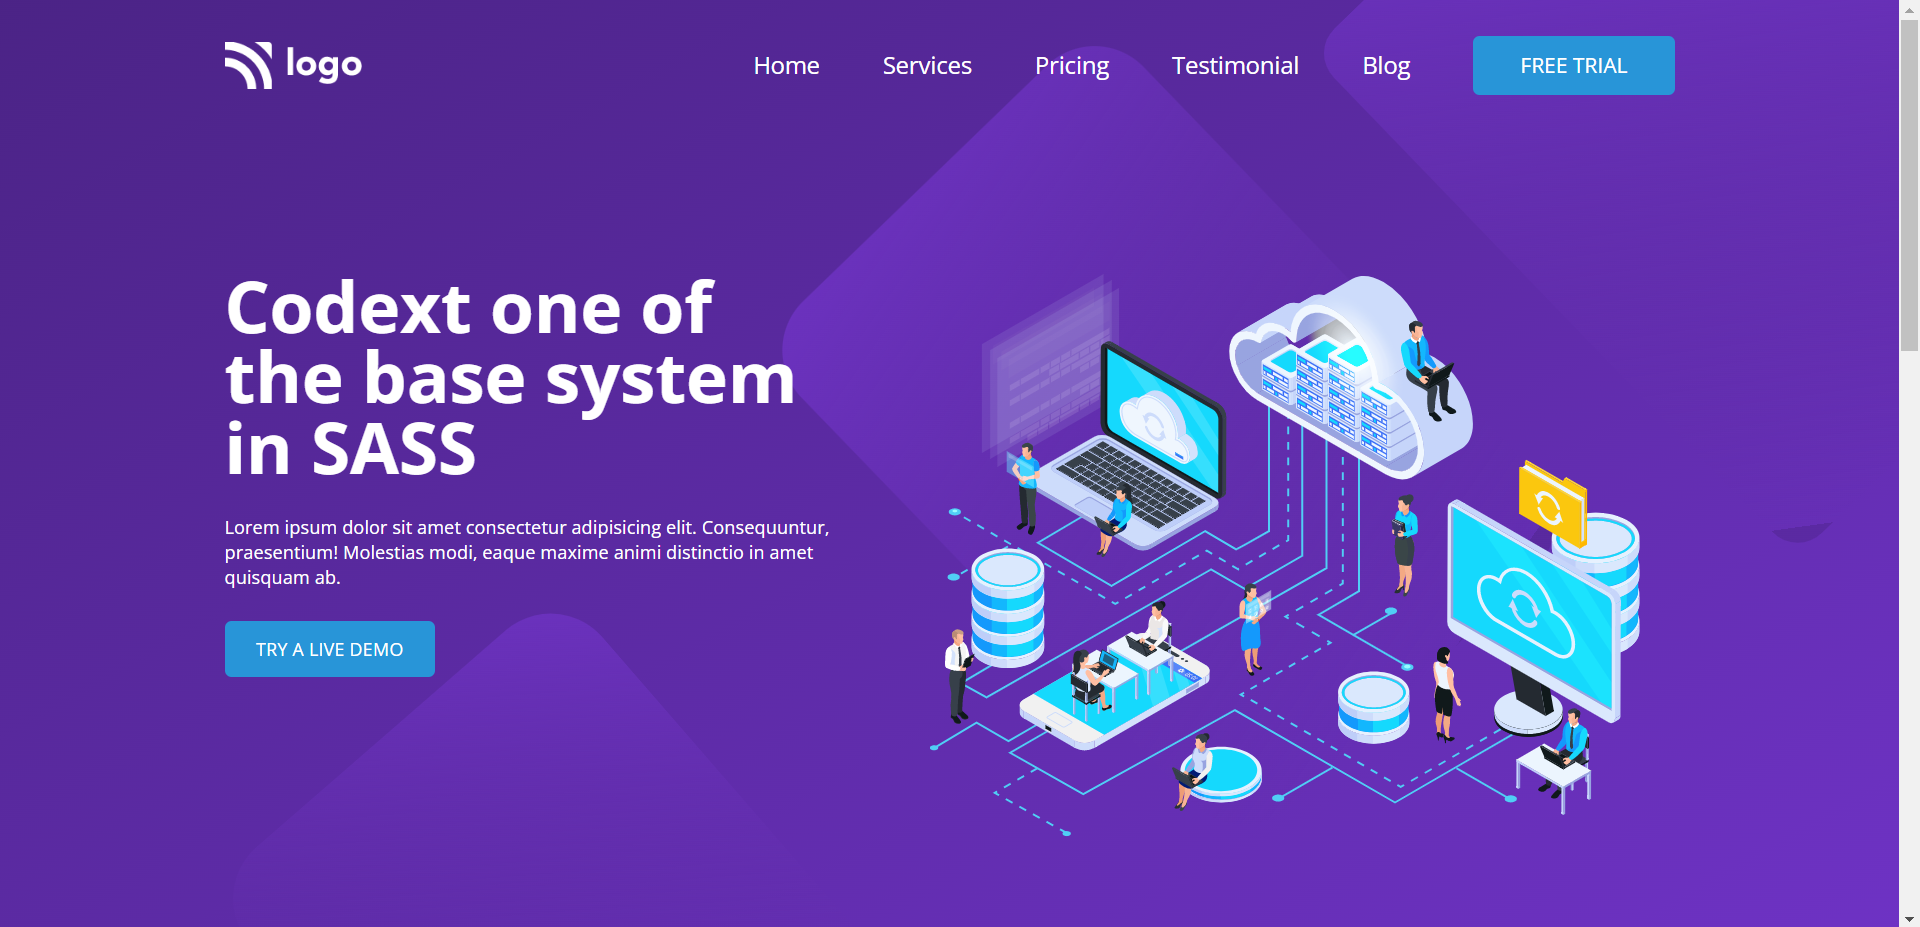 logo
Home Services Pricing Testimonial Blog FREE TRIAL
Codext one of
the base system
in SASS
Lorem ipsum dolor sit amet consectetur adipisicing elit. Consequuntur,
praesentium! Molestias modi, eaque maxime animi distinctio in amet
quisquam ab.
TRY A LIVE DEMO